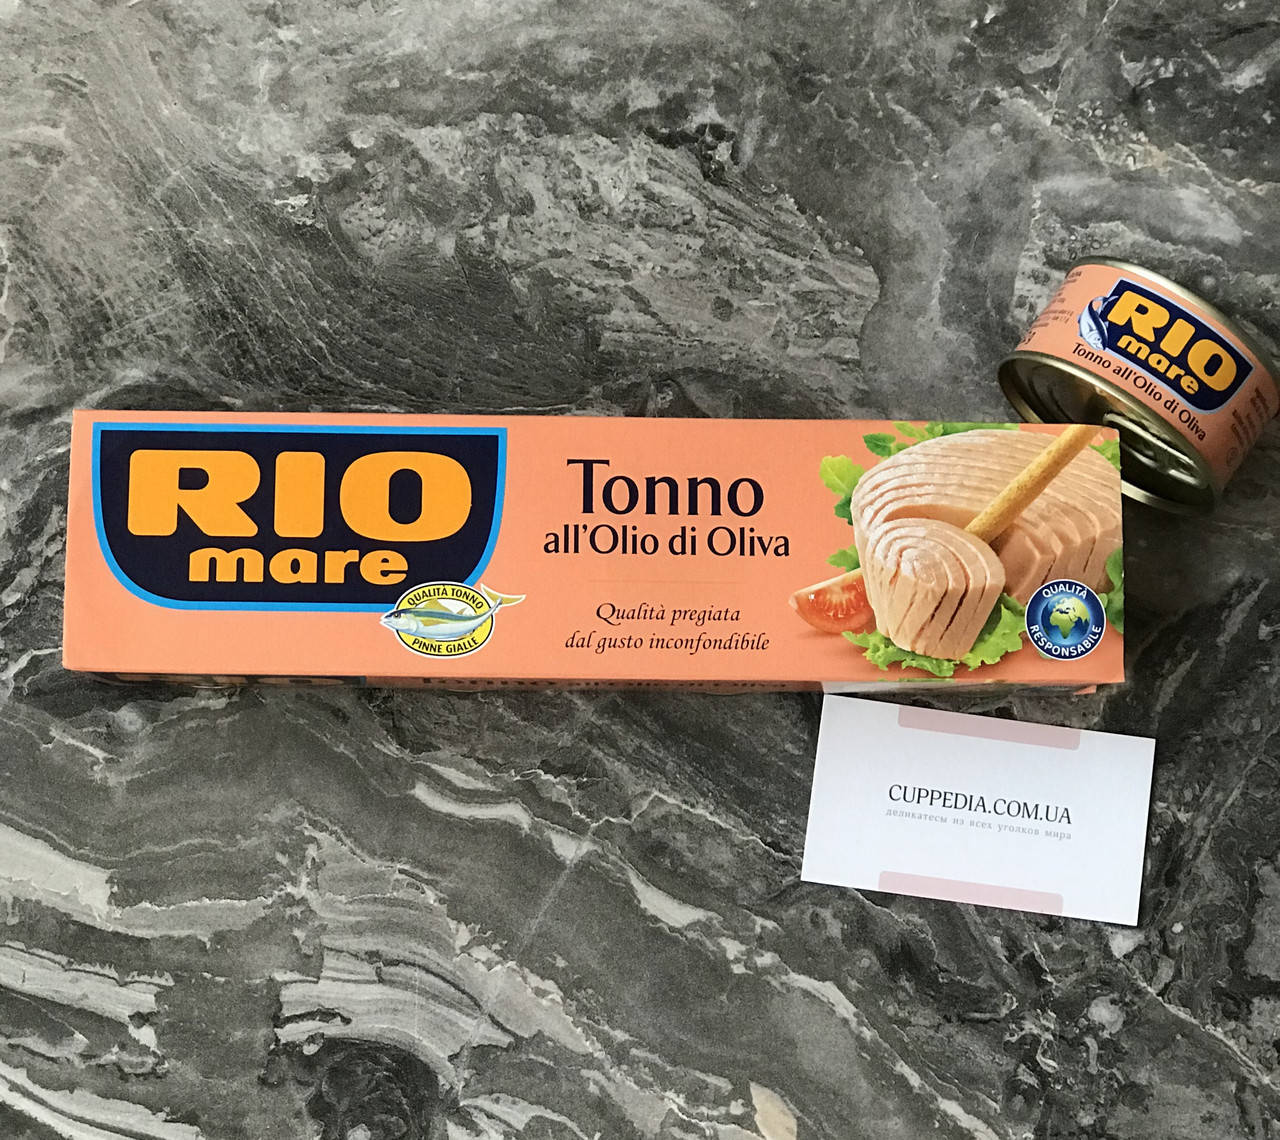 RIO
mare
QUALITÀ TONNO
PINNE GIALLE
Tonno
all'Olio di Oliva
Qualità pregiata
dal gusto inconfondibile
QUALITÀ
RESPONSABILE
RIO
mare
Tonno all'Olio di Oliva
CUPPEDIA.COM.UA
деликатесы из всех уголков мира